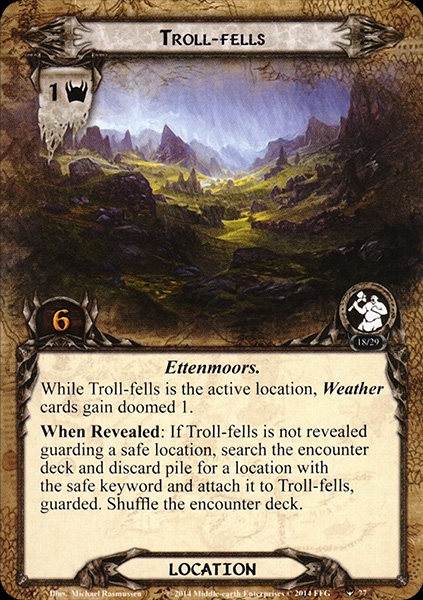 TROLL-FELLS
1
6
18/29
Ettenmoors.
While Troll-fells is the active location, Weather
cards gain doomed 1.
When Revealed: If Troll-fells is not revealed
guarding a safe location, search the encounter
deck and discard pile for a location with
the safe keyword and attach it to Troll-fells,
guarded. Shuffle the encounter deck.
LOCATION
Illus. Michael Rasmussen © 2014 Middle-earth Enterprises © 2014 FFG 77